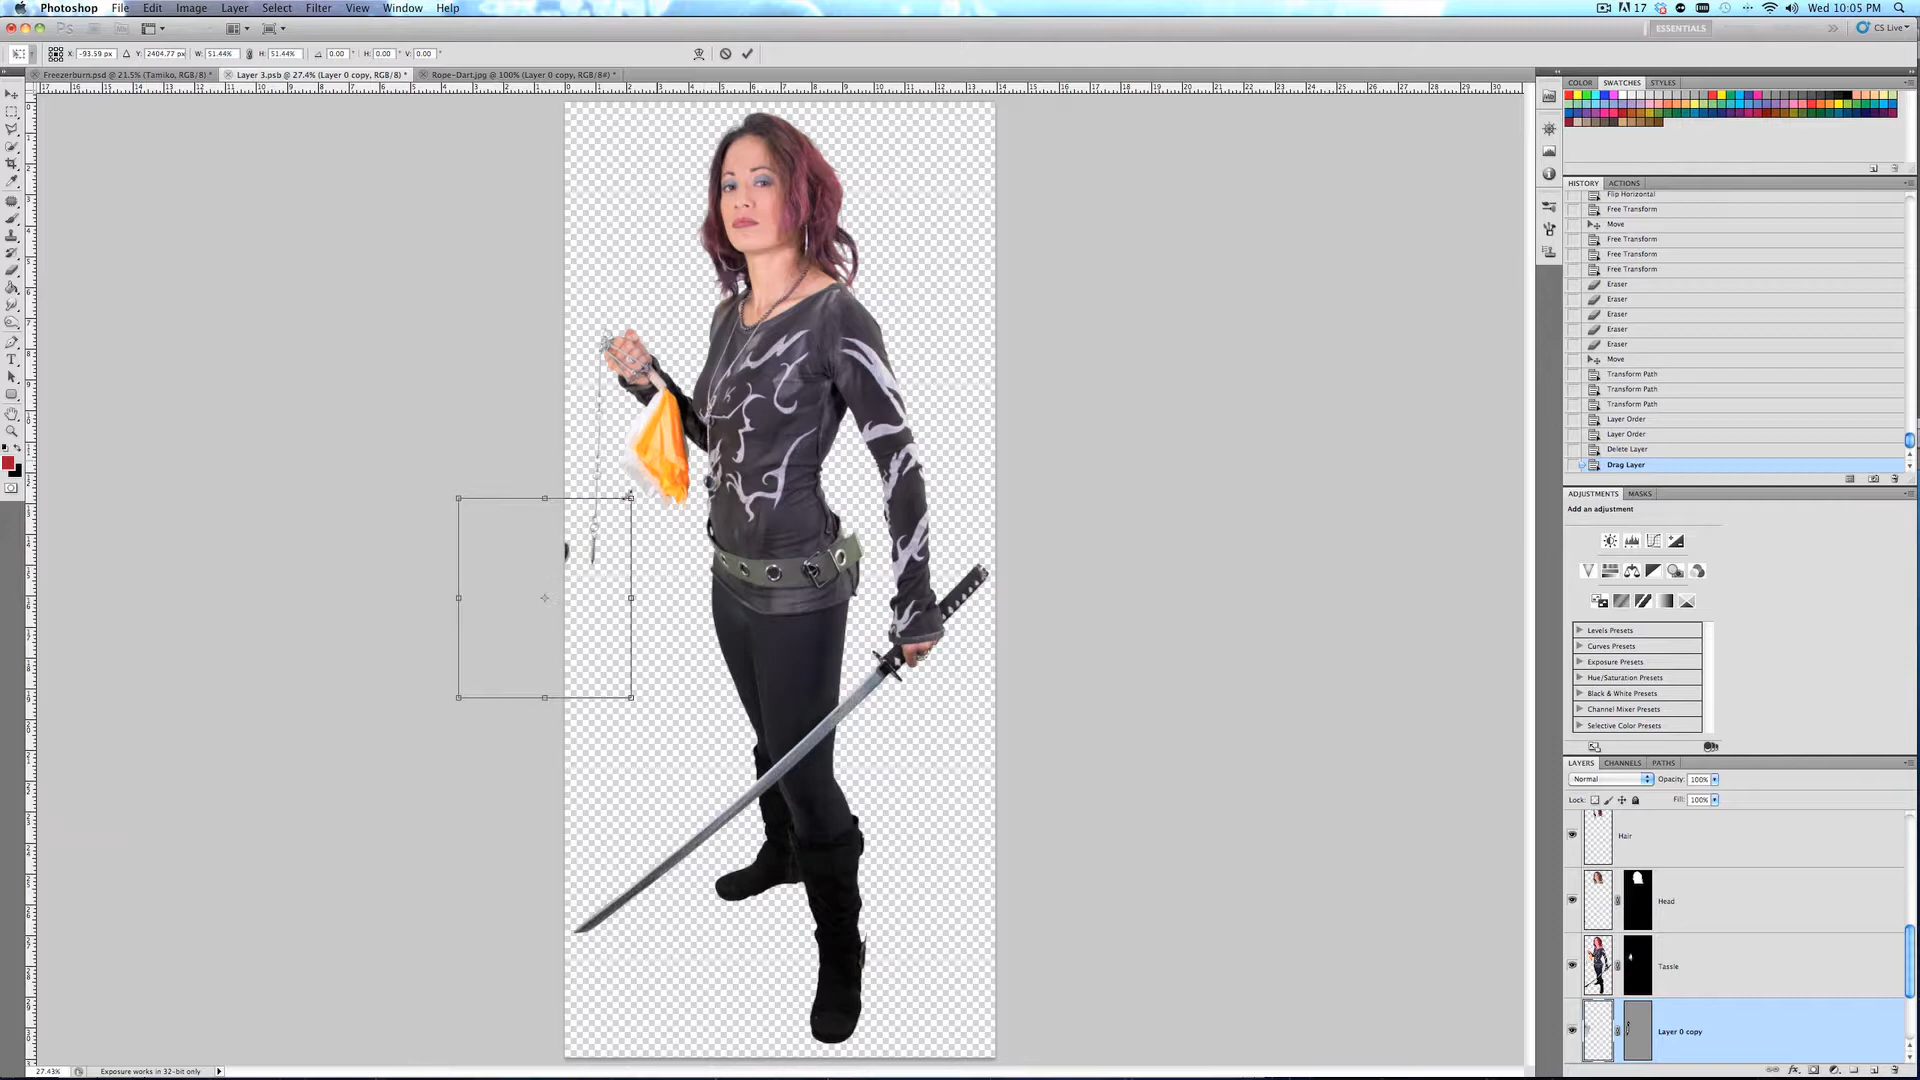 Photoshop File Edit Image Layer Select Filter View Window Help
17
Wed 10:05 PM
ESSENTIALS
CS Live
X: -93.59 px Y: 2404.77 px W: 51.44% H: 51.44% 0.00 ° H: 0.00 ° V: 0.00 °
Freezerburn.psd @ 21.5% (Tamiko, RGB/8) *
Layer 3.psb @ 27.4% (Layer 0 copy, RGB/8) *
Rope-Dart.jpg @ 100% (Layer 0 copy, RGB/8#) *
COLOR SWATCHES STYLES
HISTORY ACTIONS
Flip Horizontal
Free Transform
Move
Free Transform
Free Transform
Free Transform
Eraser
Eraser
Eraser
Eraser
Eraser
Move
Transform Path
Transform Path
Transform Path
Layer Order
Layer Order
Delete Layer
Drag Layer
ADJUSTMENTS MASKS
Add an adjustment
Levels Presets
Curves Presets
Exposure Presets
Hue/Saturation Presets
Black & White Presets
Channel Mixer Presets
Selective Color Presets
LAYERS CHANNELS PATHS
Normal Opacity: 100%
Lock: Fill: 100%
Hair
Head
Tassle
Layer 0 copy
27.43% Exposure works in 32-bit only